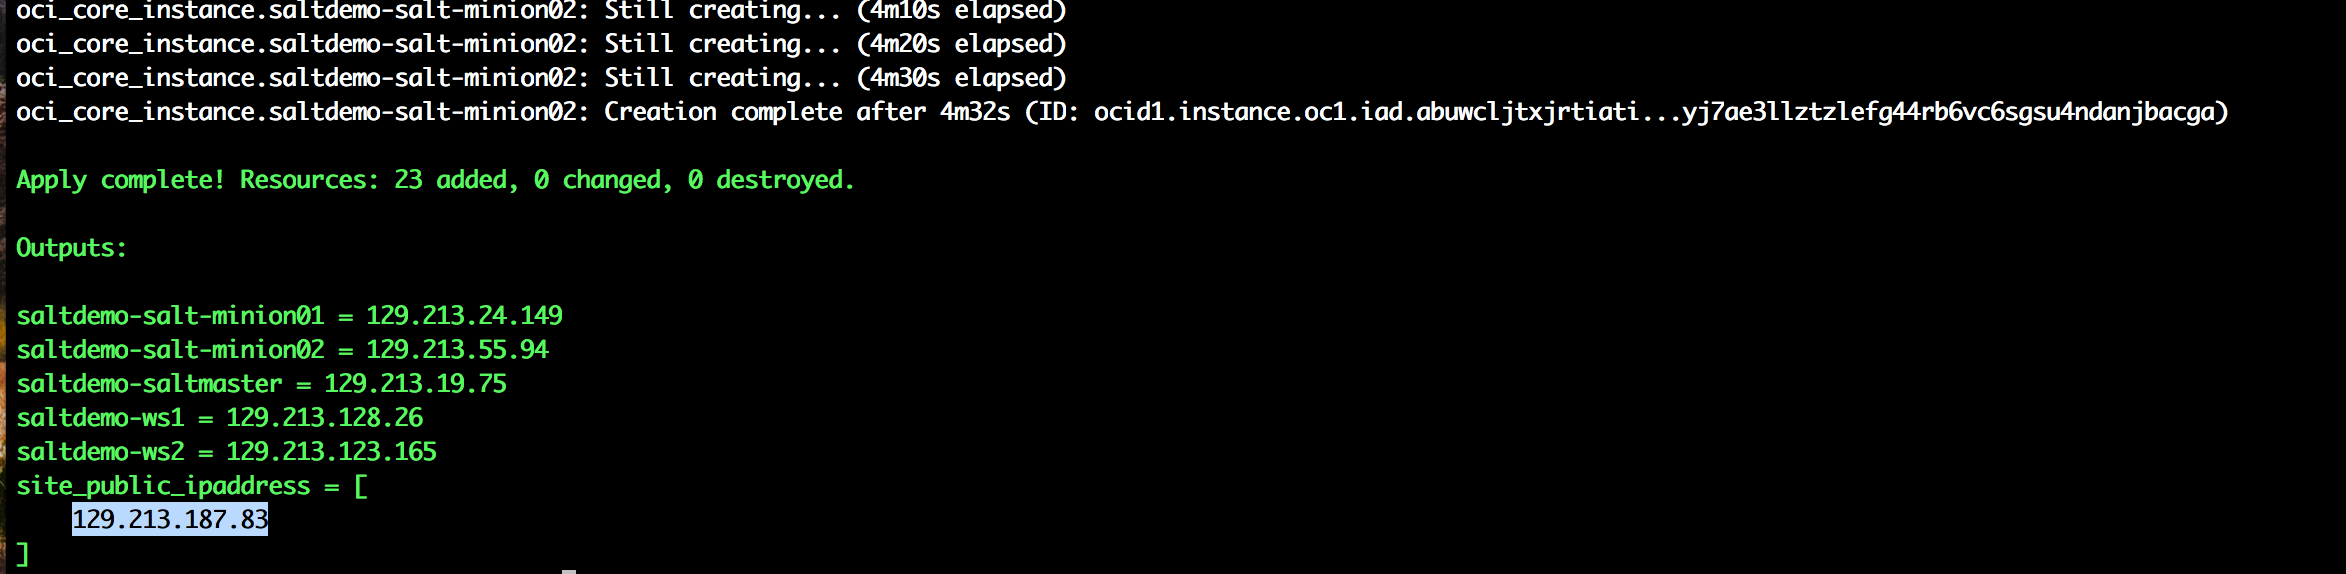 oci_core_instance.saltdemo-salt-minion02: Still creating... (4m10s elapsed)
oci_core_instance.saltdemo-salt-minion02: Still creating... (4m20s elapsed)
oci_core_instance.saltdemo-salt-minion02: Still creating... (4m30s elapsed)
oci_core_instance.saltdemo-salt-minion02: Creation complete after 4m32s (ID: ocid1.instance.oc1.iad.abuwcljtxjrtiati...yj7ae3llztzlefg44rb6vc6sgsu4ndanjbacga)
Apply complete! Resources: 23 added, 0 changed, 0 destroyed.
Outputs:
saltdemo-salt-minion01 = 129.213.24.149
saltdemo-salt-minion02 = 129.213.55.94
saltdemo-saltmaster = 129.213.19.75
saltdemo-ws1 = 129.213.128.26
saltdemo-ws2 = 129.213.123.165
site_public_ipaddress = [
    129.213.187.83
]